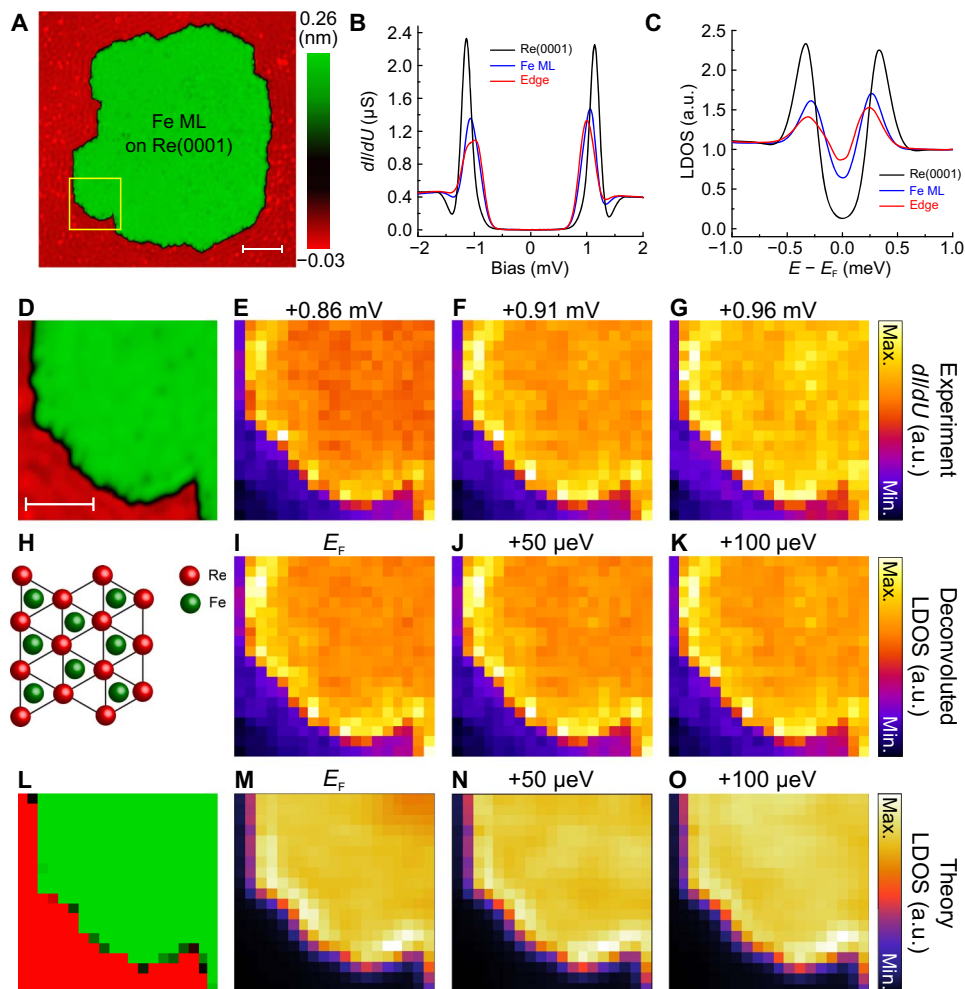 A
0.26
(nm)
Fe ML
on Re(0001)
−0.03
B
dI/dU (µS)
2.4
2.0
1.6
1.2
0.8
0.4
0.0
Re(0001)
Fe ML
Edge
−2
−1
0
1
2
Bias (mV)
C
LDOS (a.u.)
2.5
2.0
1.5
1.0
0.5
0.0
Re(0001)
Fe ML
Edge
−1.0
−0.5
0.0
0.5
1.0
E − EF (meV)
D
E
+0.86 mV
F
+0.91 mV
G
+0.96 mV
Max.
Min.
Experiment
dI/dU (a.u.)
H
Re
Fe
I
EF
J
+50 µeV
K
+100 µeV
Max.
Min.
Deconvoluted
LDOS (a.u.)
L
M
EF
N
+50 µeV
O
+100 µeV
Max.
Min.
Theory
LDOS (a.u.)